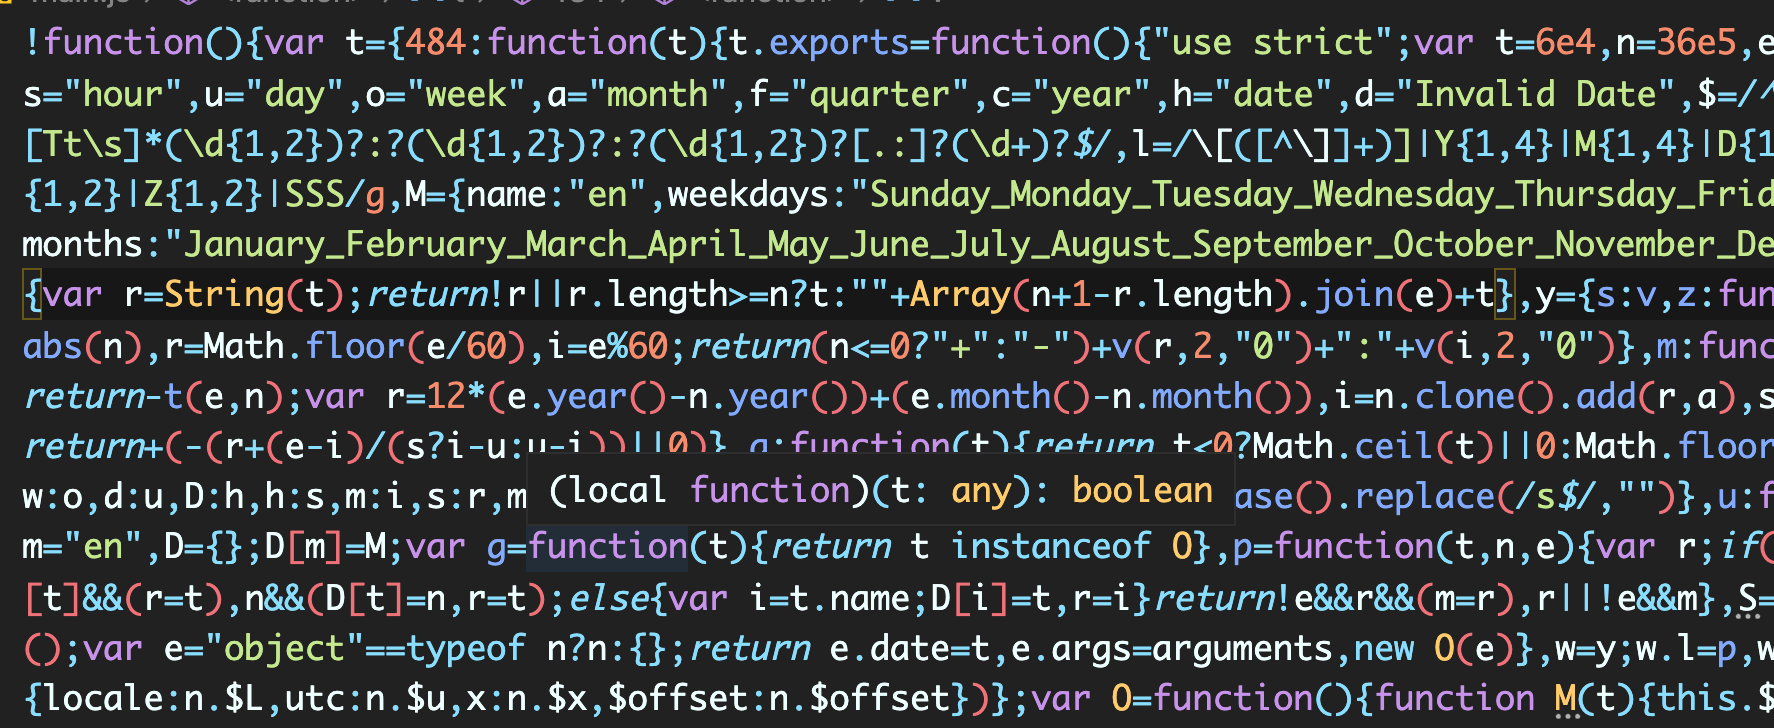 !function(){var t={484:function(t){t.exports=function(){"use strict";var t=6e4,n=36e5,e
s="hour",u="day",o="week",a="month",f="quarter",c="year",h="date",d="Invalid Date",$=/^
[Tt\s]*(\d{1,2})?:?(\d{1,2})?:?(\d{1,2})?[.:]?(\d+)?$/,l=/\[([^\]]+)]|Y{1,4}|M{1,4}|D{1
{1,2}|Z{1,2}|SSS/g,M={name:"en",weekdays:"Sunday_Monday_Tuesday_Wednesday_Thursday_Frid
months:"January_February_March_April_May_June_July_August_September_October_November_De
{var r=String(t);return!r||r.length>=n?t:""+Array(n+1-r.length).join(e)+t},y={s:v,z:fun
abs(n),r=Math.floor(e/60),i=e%60;return(n<=0?"+":"-")+v(r,2,"0")+":"+v(i,2,"0")},m:func
return-t(e,n);var r=12*(e.year()-n.year())+(e.month()-n.month()),i=n.clone().add(r,a),s
return+(-(r+(e-i)/(s?i-u:u-i))||0)},a:function(t){return t<0?Math.ceil(t)||0:Math.floor
w:o,d:u,D:h,h:s,m:i,s:r,m (local function)(t: any): boolean ase().replace(/s$/,"")},u:f
m="en",D={};D[m]=M;var g=function(t){return t instanceof O},p=function(t,n,e){var r;if(
[t]&&(r=t),n&&(D[t]=n,r=t);else{var i=t.name;D[i]=t,r=i}return!e&&r&&(m=r),r||!e&&m},S=
();var e="object"==typeof n?n:{};return e.date=t,e.args=arguments,new O(e)},w=y;w.l=p,w
{locale:n.$L,utc:n.$u,x:n.$x,$offset:n.$offset})};var O=function(){function M(t){this.$